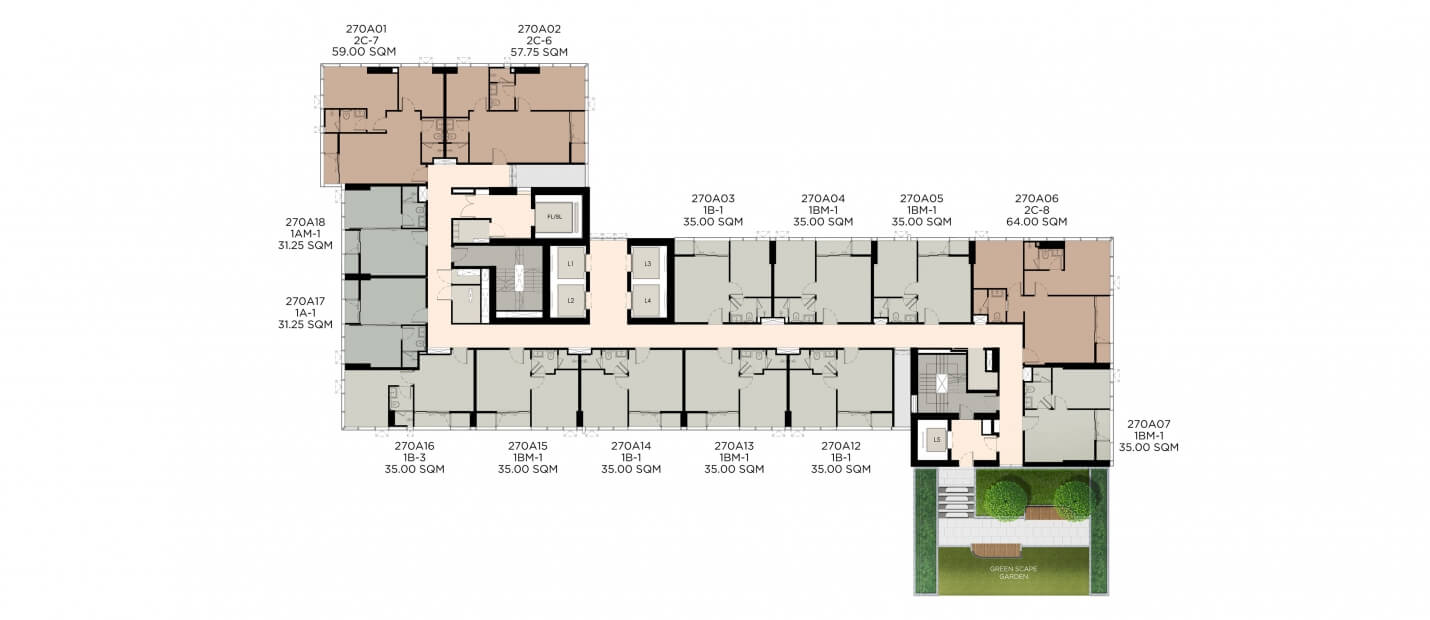 270A01
2C-7
59.00 SQM
270A02
2C-6
57.75 SQM
270A03
1B-1
35.00 SQM
270A04
1BM-1
35.00 SQM
270A05
1BM-1
35.00 SQM
270A06
2C-8
64.00 SQM
270A18
1AM-1
31.25 SQM
FL/BL
L1
L3
L2
L4
270A17
1A-1
31.25 SQM
270A07
1BM-1
35.00 SQM
L5
270A16
1B-3
35.00 SQM
270A15
1BM-1
35.00 SQM
270A14
1B-1
35.00 SQM
270A13
1BM-1
35.00 SQM
270A12
1B-1
35.00 SQM
GREEN SCAPE
GARDEN